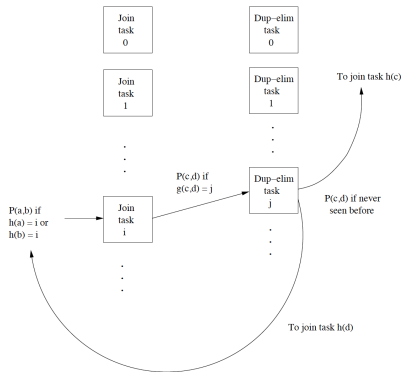 Join
task
0
Dup-elim
task
0
Join
task
1
Dup-elim
task
1
To join task h(c)
P(c,d) if
g(c,d) = j
Dup-elim
task
j
P(c,d) if never
seen before
P(a,b) if
h(a) = i or
h(b) = i
Join
task
i
To join task h(d)